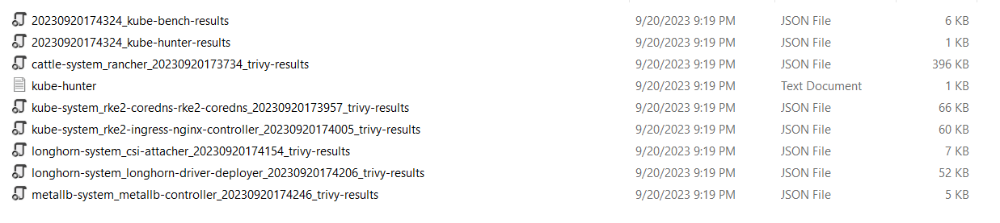 20230920174324_kube-bench-results 9/20/2023 9:19 PM JSON File 6 KB
20230920174324_kube-hunter-results 9/20/2023 9:19 PM JSON File 1 KB
cattle-system_rancher_20230920173734_trivy-results 9/20/2023 9:19 PM JSON File 396 KB
kube-hunter 9/20/2023 9:19 PM Text Document 1 KB
kube-system_rke2-coredns-rke2-coredns_20230920173957_trivy-results 9/20/2023 9:19 PM JSON File 66 KB
kube-system_rke2-ingress-nginx-controller_20230920174005_trivy-results 9/20/2023 9:19 PM JSON File 60 KB
longhorn-system_csi-attacher_20230920174154_trivy-results 9/20/2023 9:19 PM JSON File 7 KB
longhorn-system_longhorn-driver-deployer_20230920174206_trivy-results 9/20/2023 9:19 PM JSON File 52 KB
metallb-system_metallb-controller_20230920174246_trivy-results 9/20/2023 9:19 PM JSON File 5 KB